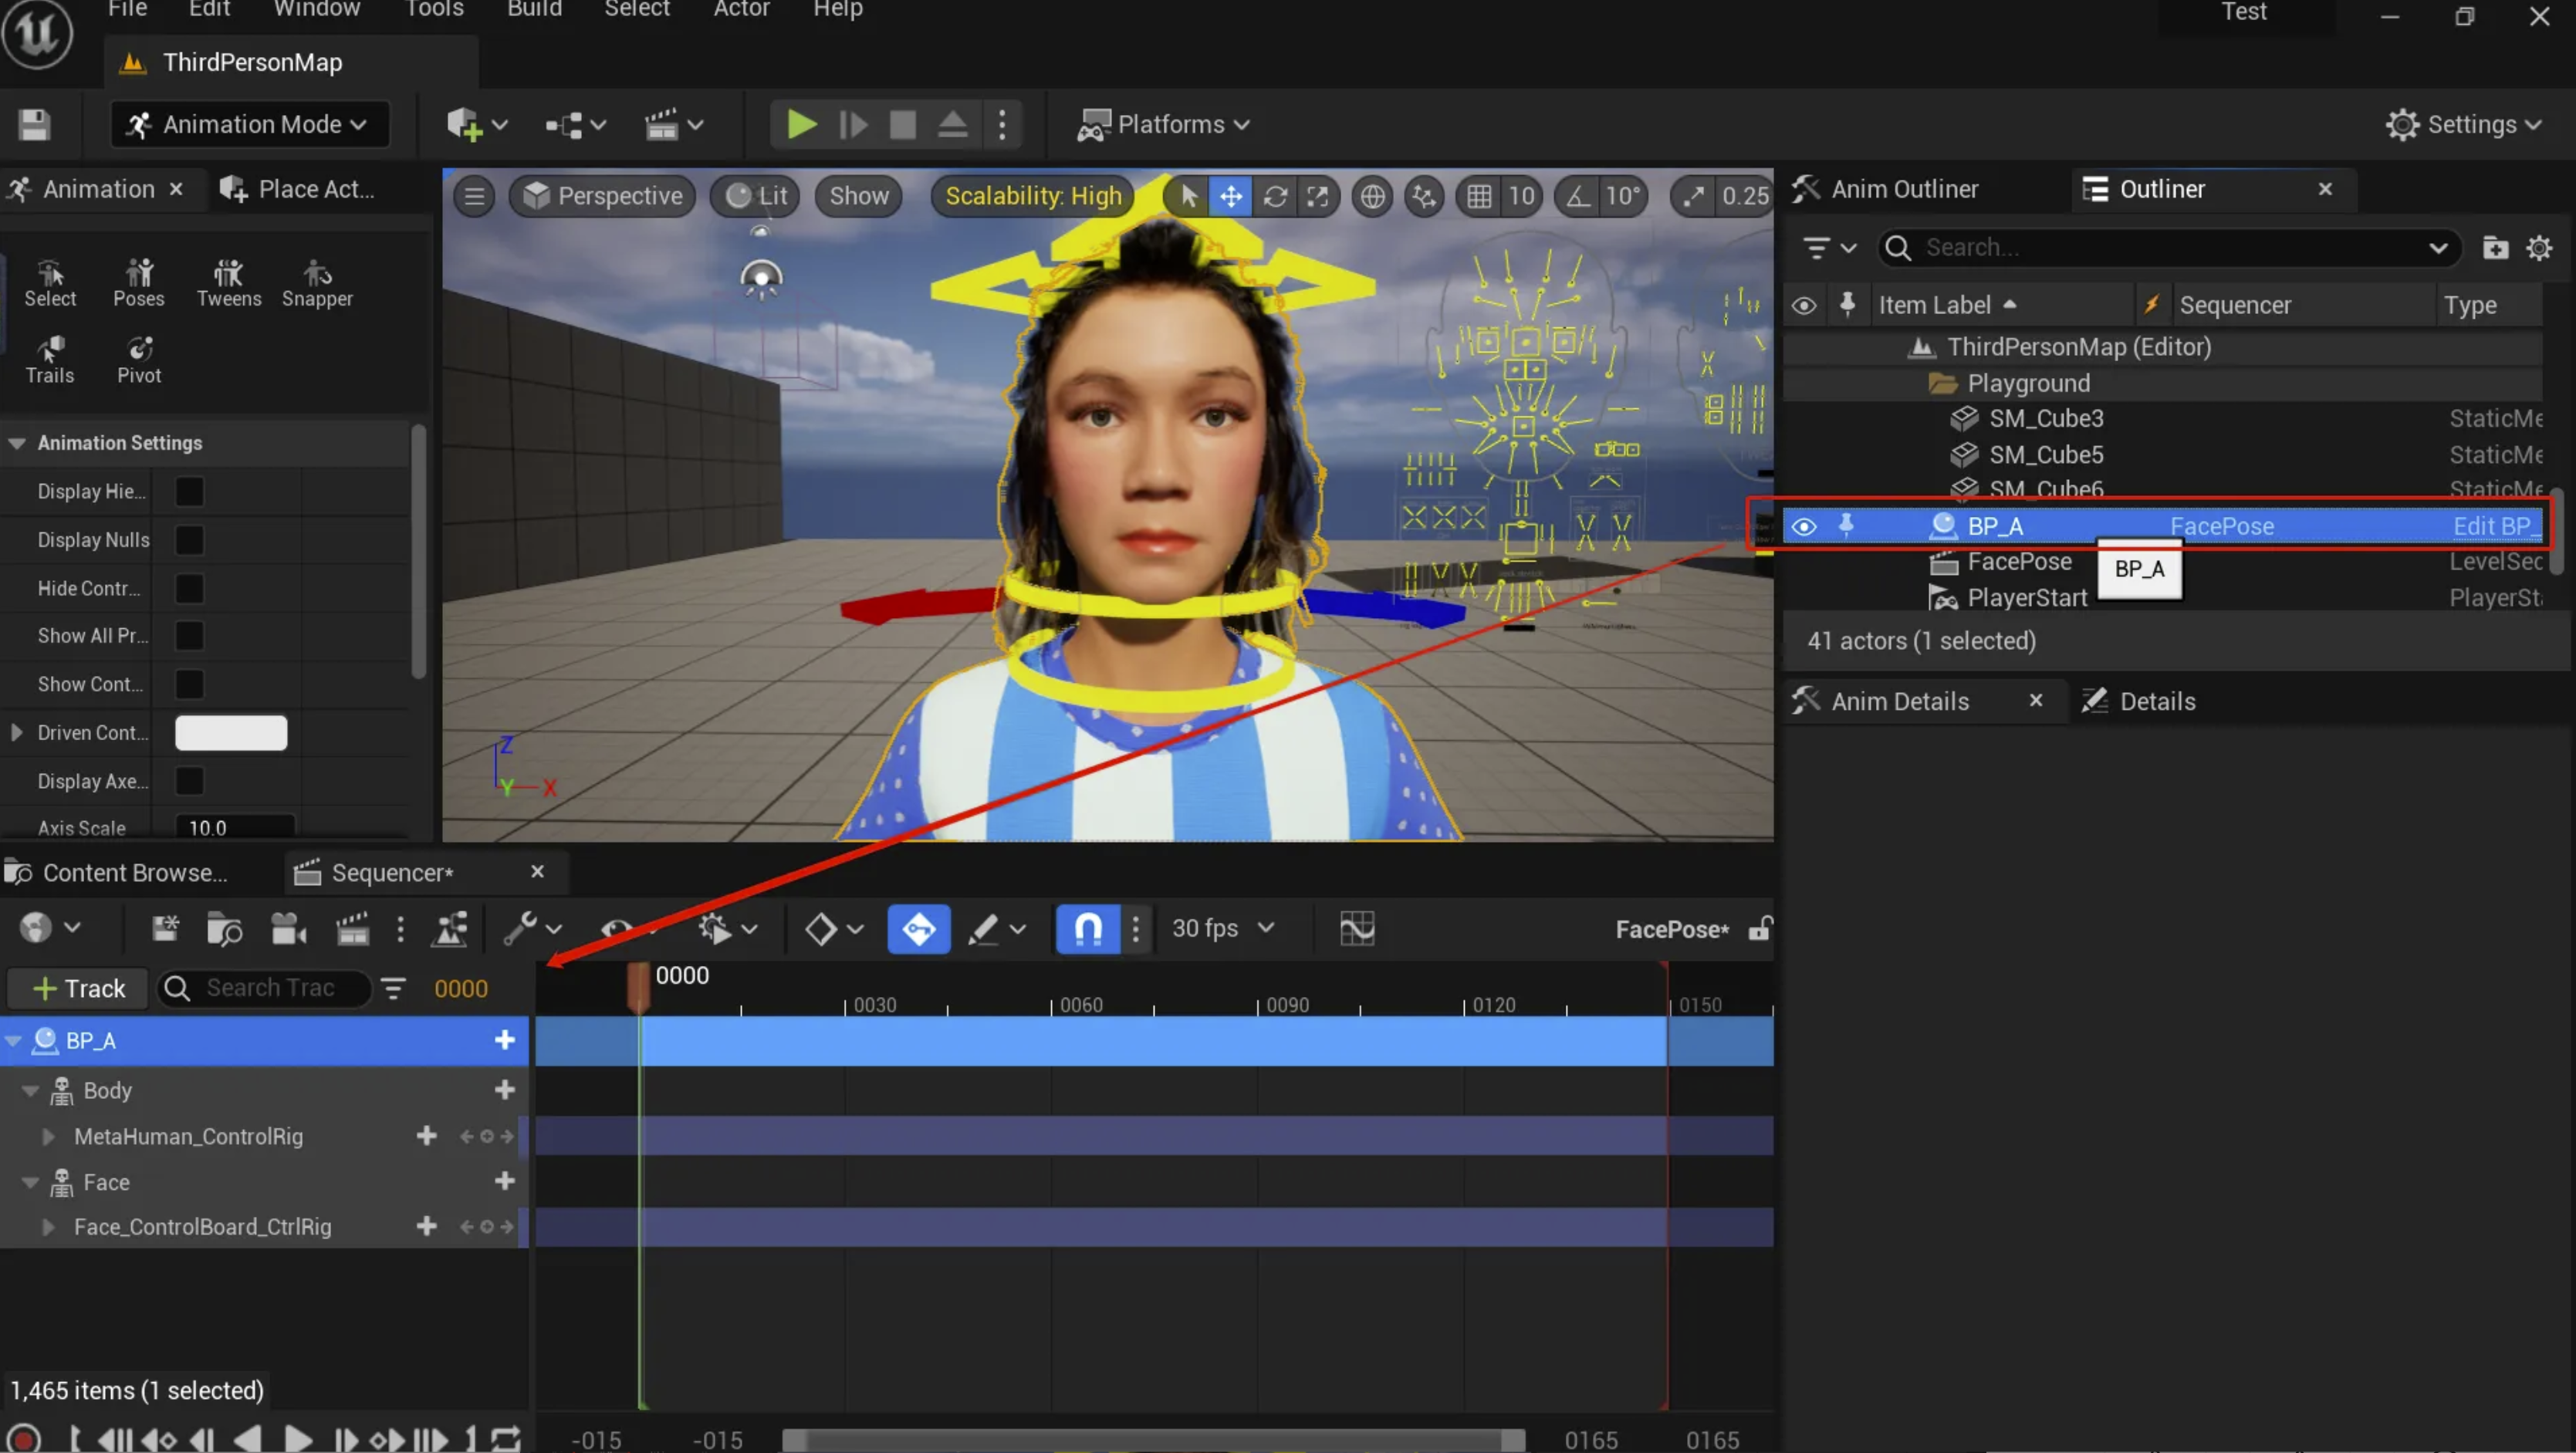 File Edit Window Tools Build Select Actor Help
Test
ThirdPersonMap
Animation Mode
Platforms
Settings
Animation
Place Act...
Perspective
Lit
Show
Scalability: High
10
10°
0.25
Anim Outliner
Outliner
Select
Poses
Tweens
Snapper
Trails
Pivot
Search...
Item Label
Sequencer
Type
ThirdPersonMap (Editor)
Playground
SM_Cube3
StaticMe
SM_Cube5
StaticMe
SM_Cube6
StaticMe
BP_A
FacePose
Edit BP_
FacePose
LevelSec
BP_A
PlayerStart
PlayerSt
41 actors (1 selected)
Animation Settings
Display Hie...
Display Nulls
Hide Contr...
Show All Pr...
Show Cont...
Driven Cont...
Display Axe...
Axis Scale
10.0
Z
Y
X
Anim Details
Details
Content Browse...
Sequencer*
30 fps
FacePose*
Track
Search Trac
0000
0000
0030
0060
0090
0120
0150
BP_A
Body
MetaHuman_ControlRig
Face
Face_ControlBoard_CtrlRig
1,465 items (1 selected)
-015
-015
0165
0165